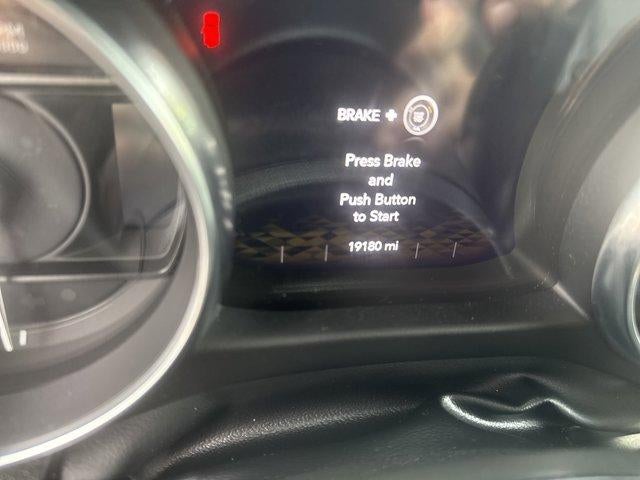 BRAKE +
Press Brake
and
Push Button
to Start
19180 mi